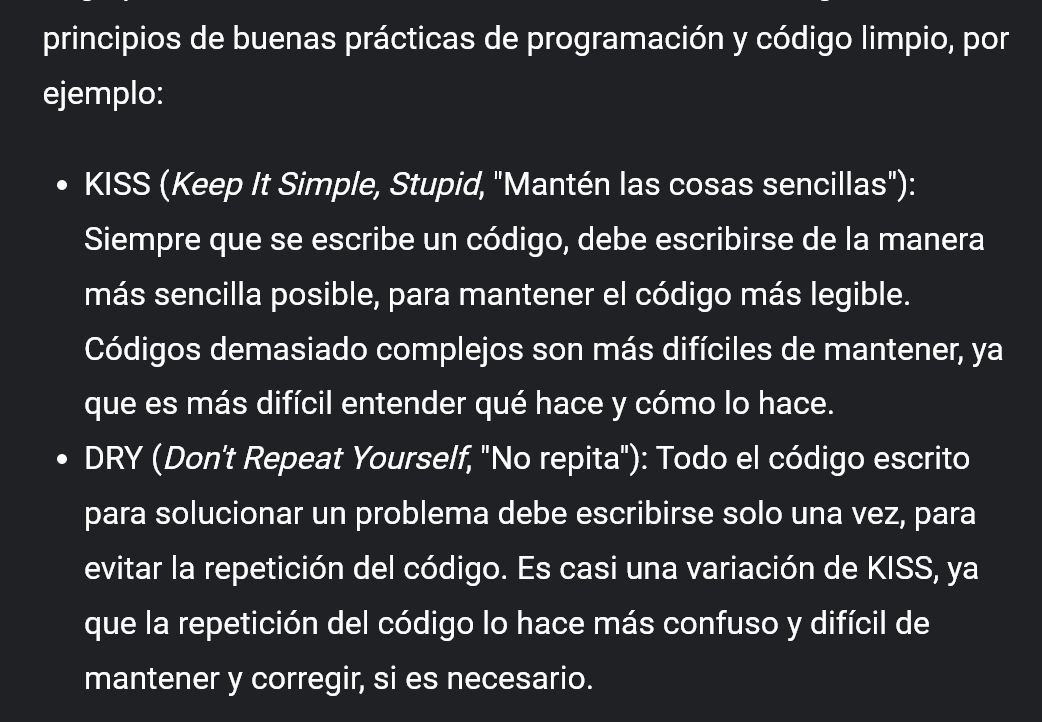 principios de buenas prácticas de programación y código limpio, por
ejemplo:
• KISS (Keep It Simple, Stupid, "Mantén las cosas sencillas"):
Siempre que se escribe un código, debe escribirse de la manera
más sencilla posible, para mantener el código más legible.
Códigos demasiado complejos son más difíciles de mantener, ya
que es más difícil entender qué hace y cómo lo hace.
• DRY (Don't Repeat Yourself, "No repita"): Todo el código escrito
para solucionar un problema debe escribirse solo una vez, para
evitar la repetición del código. Es casi una variación de KISS, ya
que la repetición del código lo hace más confuso y difícil de
mantener y corregir, si es necesario.